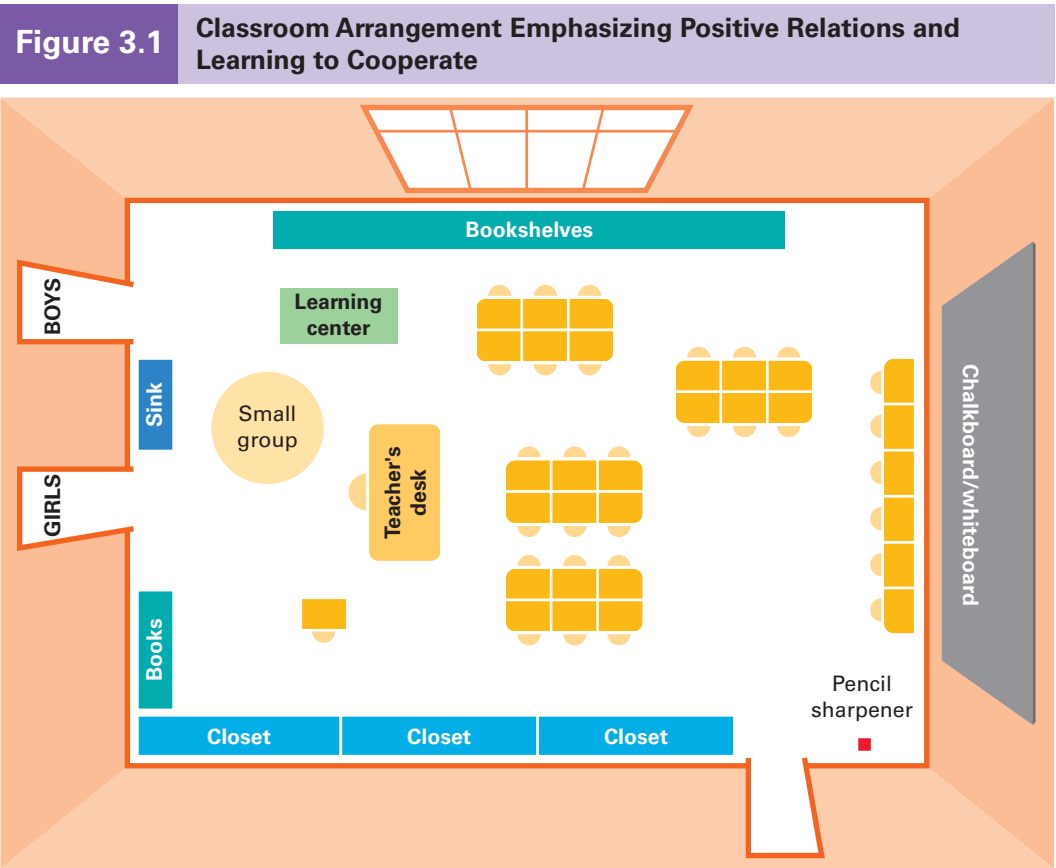 Figure 3.1
Classroom Arrangement Emphasizing Positive Relations and
Learning to Cooperate
Bookshelves
BOYS
Learning
center
Sink
Small
group
Teacher's
desk
Chalkboard/whiteboard
GIRLS
Books
Pencil
sharpener
Closet
Closet
Closet